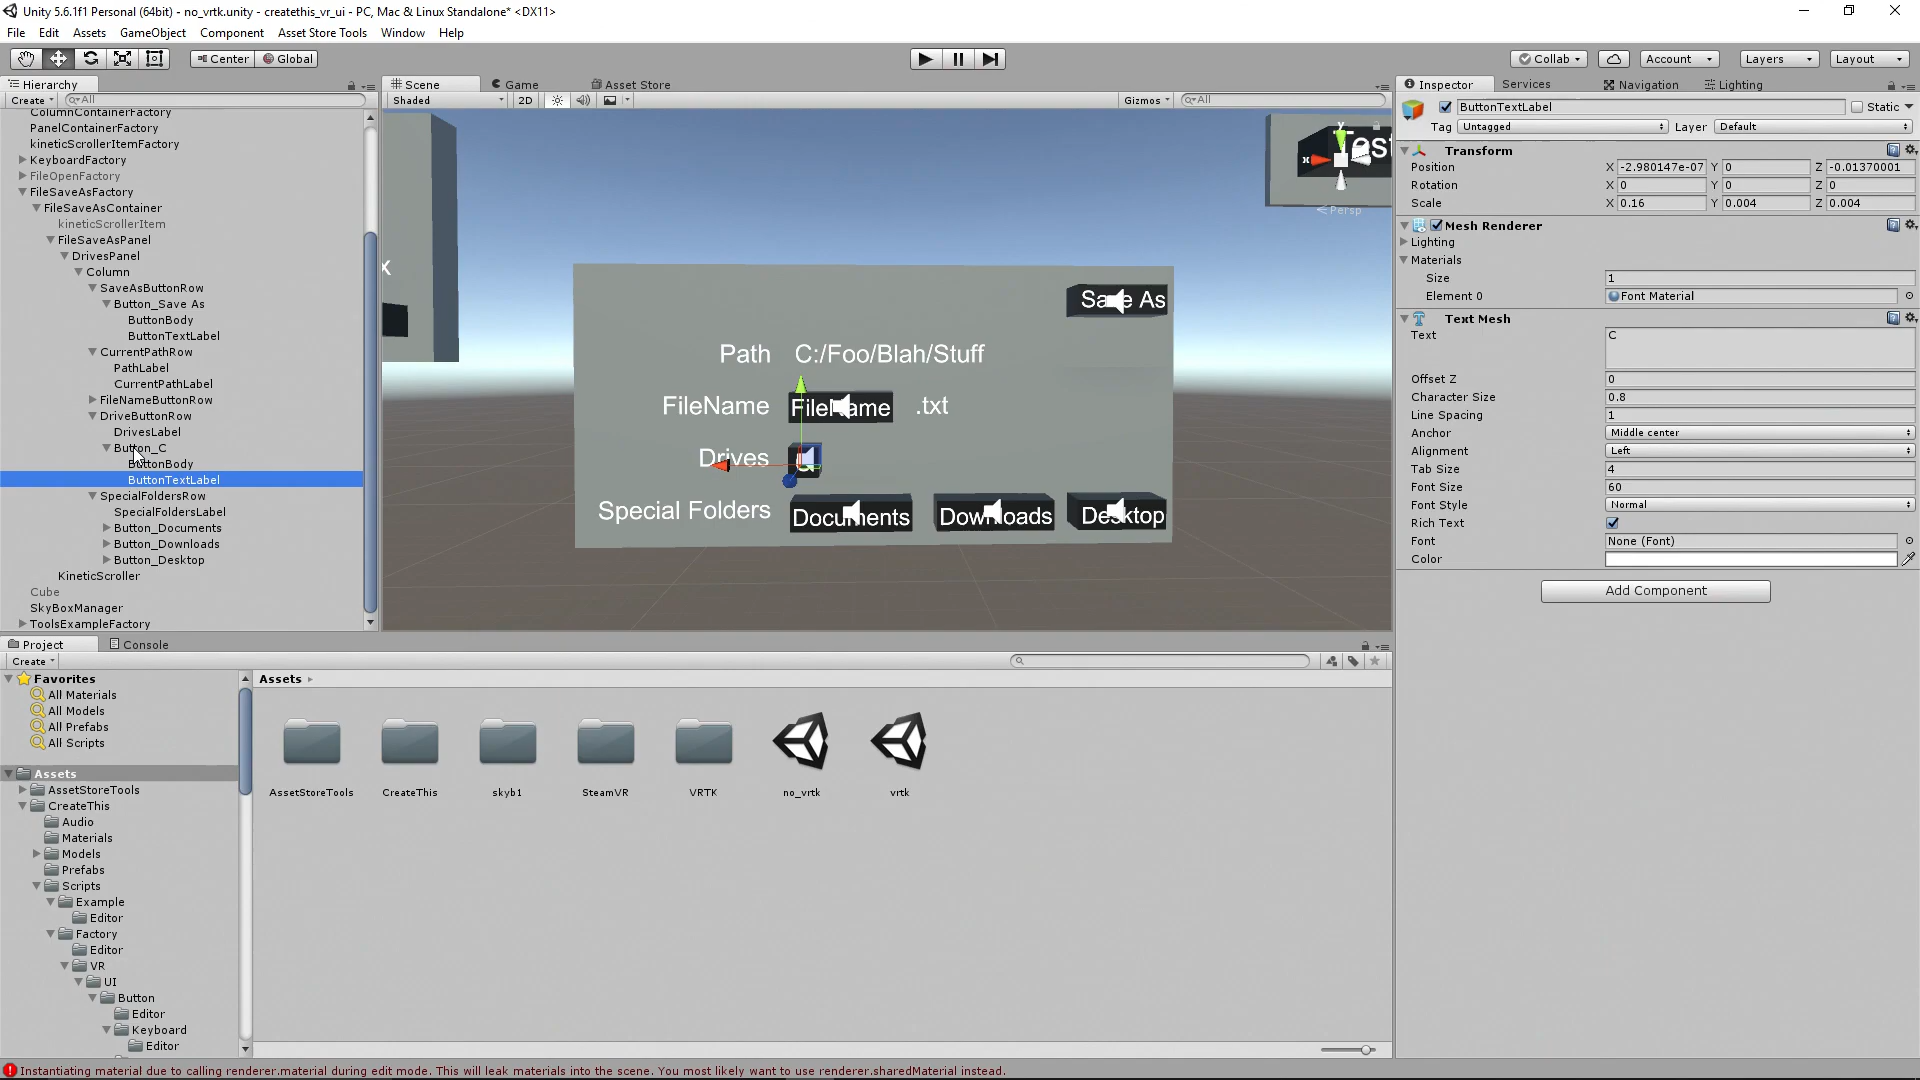 Unity 5.6.1f1 Personal (64bit) - no_vrtk.unity - createthis_vr_ui - PC, Mac & Linux Standalone* <DX11>
File Edit Assets GameObject Component Asset Store Tools Window Help
Center Global
Collab Account Layers Layout
Hierarchy
Create All
ColumnContainerFactory
PanelContainerFactory
kineticScrollerItemFactory
KeyboardFactory
FileOpenFactory
FileSaveAsFactory
FileSaveAsContainer
kineticScrollerItem
FileSaveAsPanel
DrivesPanel
Column
SaveAsButtonRow
Button_Save As
ButtonBody
ButtonTextLabel
CurrentPathRow
PathLabel
CurrentPathLabel
FileNameButtonRow
DriveButtonRow
DrivesLabel
Button_C
ButtonBody
ButtonTextLabel
SpecialFoldersRow
SpecialFoldersLabel
Button_Documents
Button_Downloads
Button_Desktop
KineticScroller
Cube
SkyBoxManager
ToolsExampleFactory
Scene Game Asset Store
Shaded 2D Gizmos All
x
Test
y
x
Persp
Save As
Path C:/Foo/Blah/Stuff
FileName FileName .txt
Drives
Special Folders Documents Downloads Desktop
Inspector Services Navigation Lighting
ButtonTextLabel Static
Tag Untagged Layer Default
Transform
Position X -2.980147e-07 Y 0 Z -0.01370001
Rotation X 0 Y 0 Z 0
Scale X 0.16 Y 0.004 Z 0.004
Mesh Renderer
Lighting
Materials
Size 1
Element 0 Font Material
Text Mesh
Text C
Offset Z 0
Character Size 0.8
Line Spacing 1
Anchor Middle center
Alignment Left
Tab Size 4
Font Size 60
Font Style Normal
Rich Text
Font None (Font)
Color
Add Component
Project Console
Create
Favorites
All Materials
All Models
All Prefabs
All Scripts
Assets
AssetStoreTools
CreateThis
Audio
Materials
Models
Prefabs
Scripts
Example
Editor
Factory
Editor
VR
UI
Button
Editor
Keyboard
Editor
Assets
AssetStoreTools CreateThis skyb1 SteamVR VRTK no_vrtk vrtk
Instantiating material due to calling renderer.material during edit mode. This will leak materials into the scene. You most likely want to use renderer.sharedMaterial instead.